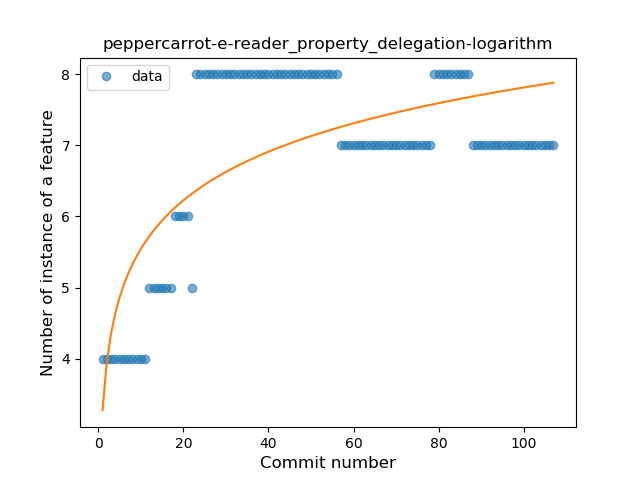 peppercarrot-e-reader_property_delegation-logarithm
data
Number of instance of a feature
8
7
6
5
4
0 20 40 60 80 100
Commit number